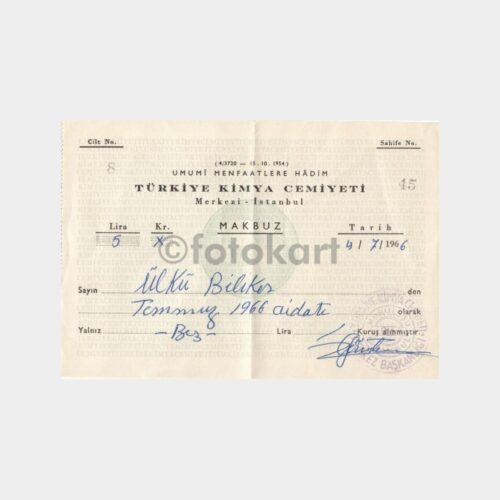 Cilt No. Sahife No.
8 45
(4/3720 — 15.10.1954)
UMUMÎ MENFAATLERE HÂDİM
TÜRKİYE KİMYA CEMİYETİ
Merkezi - İstanbul
Lira Kr. MAKBUZ Tarih
5 X 4/7/1966
©fotokart
Sayın Ülkü Bilker den
Temmuz 1966 aidatı olarak
Yalnız — Beş — Lira Kuruş alınmıştır.